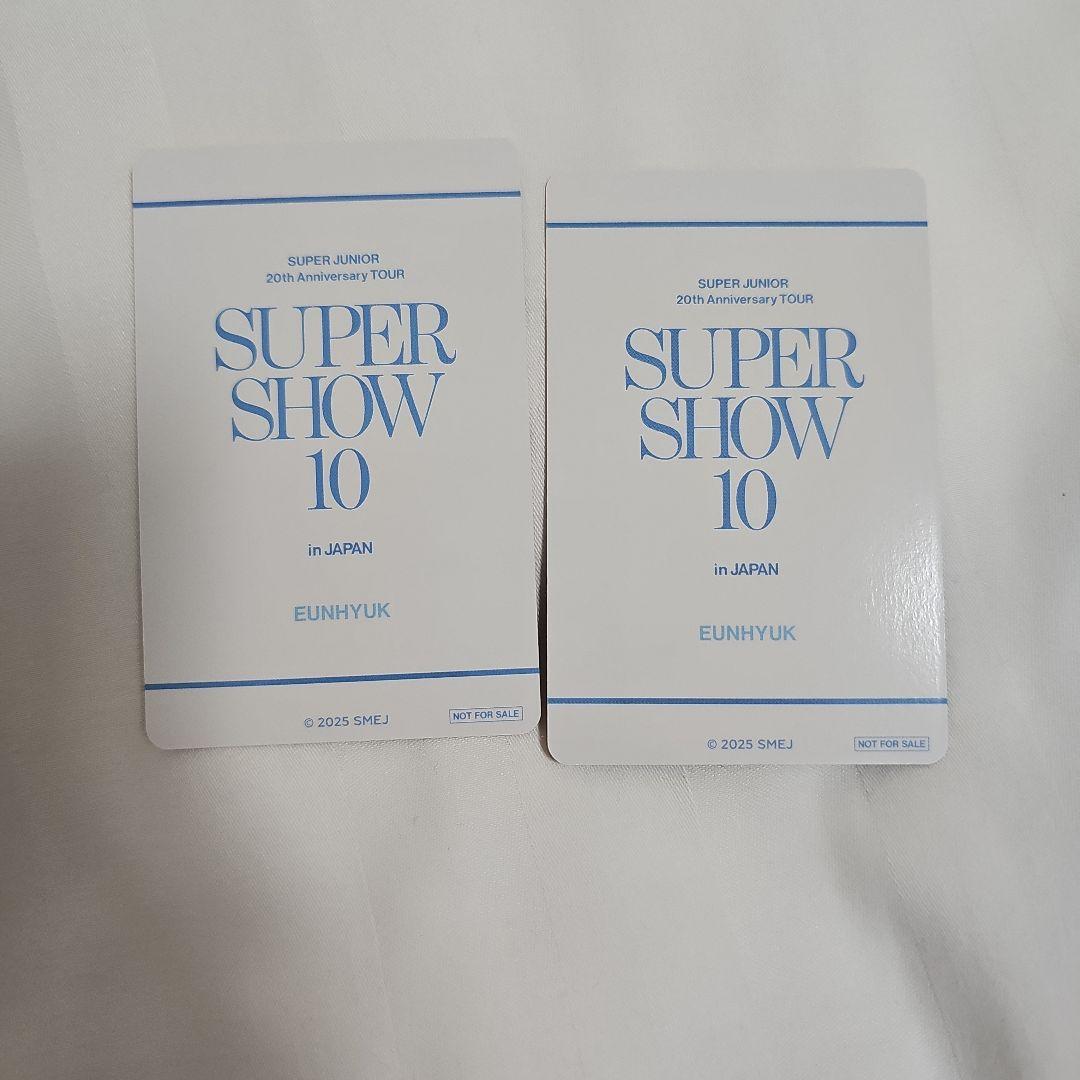 SUPER JUNIOR
20th Anniversary TOUR
SUPER
SHOW
10
in JAPAN
EUNHYUK
© 2025 SMEJ
NOT FOR SALE
SUPER JUNIOR
20th Anniversary TOUR
SUPER
SHOW
10
in JAPAN
EUNHYUK
© 2025 SMEJ
NOT FOR SALE